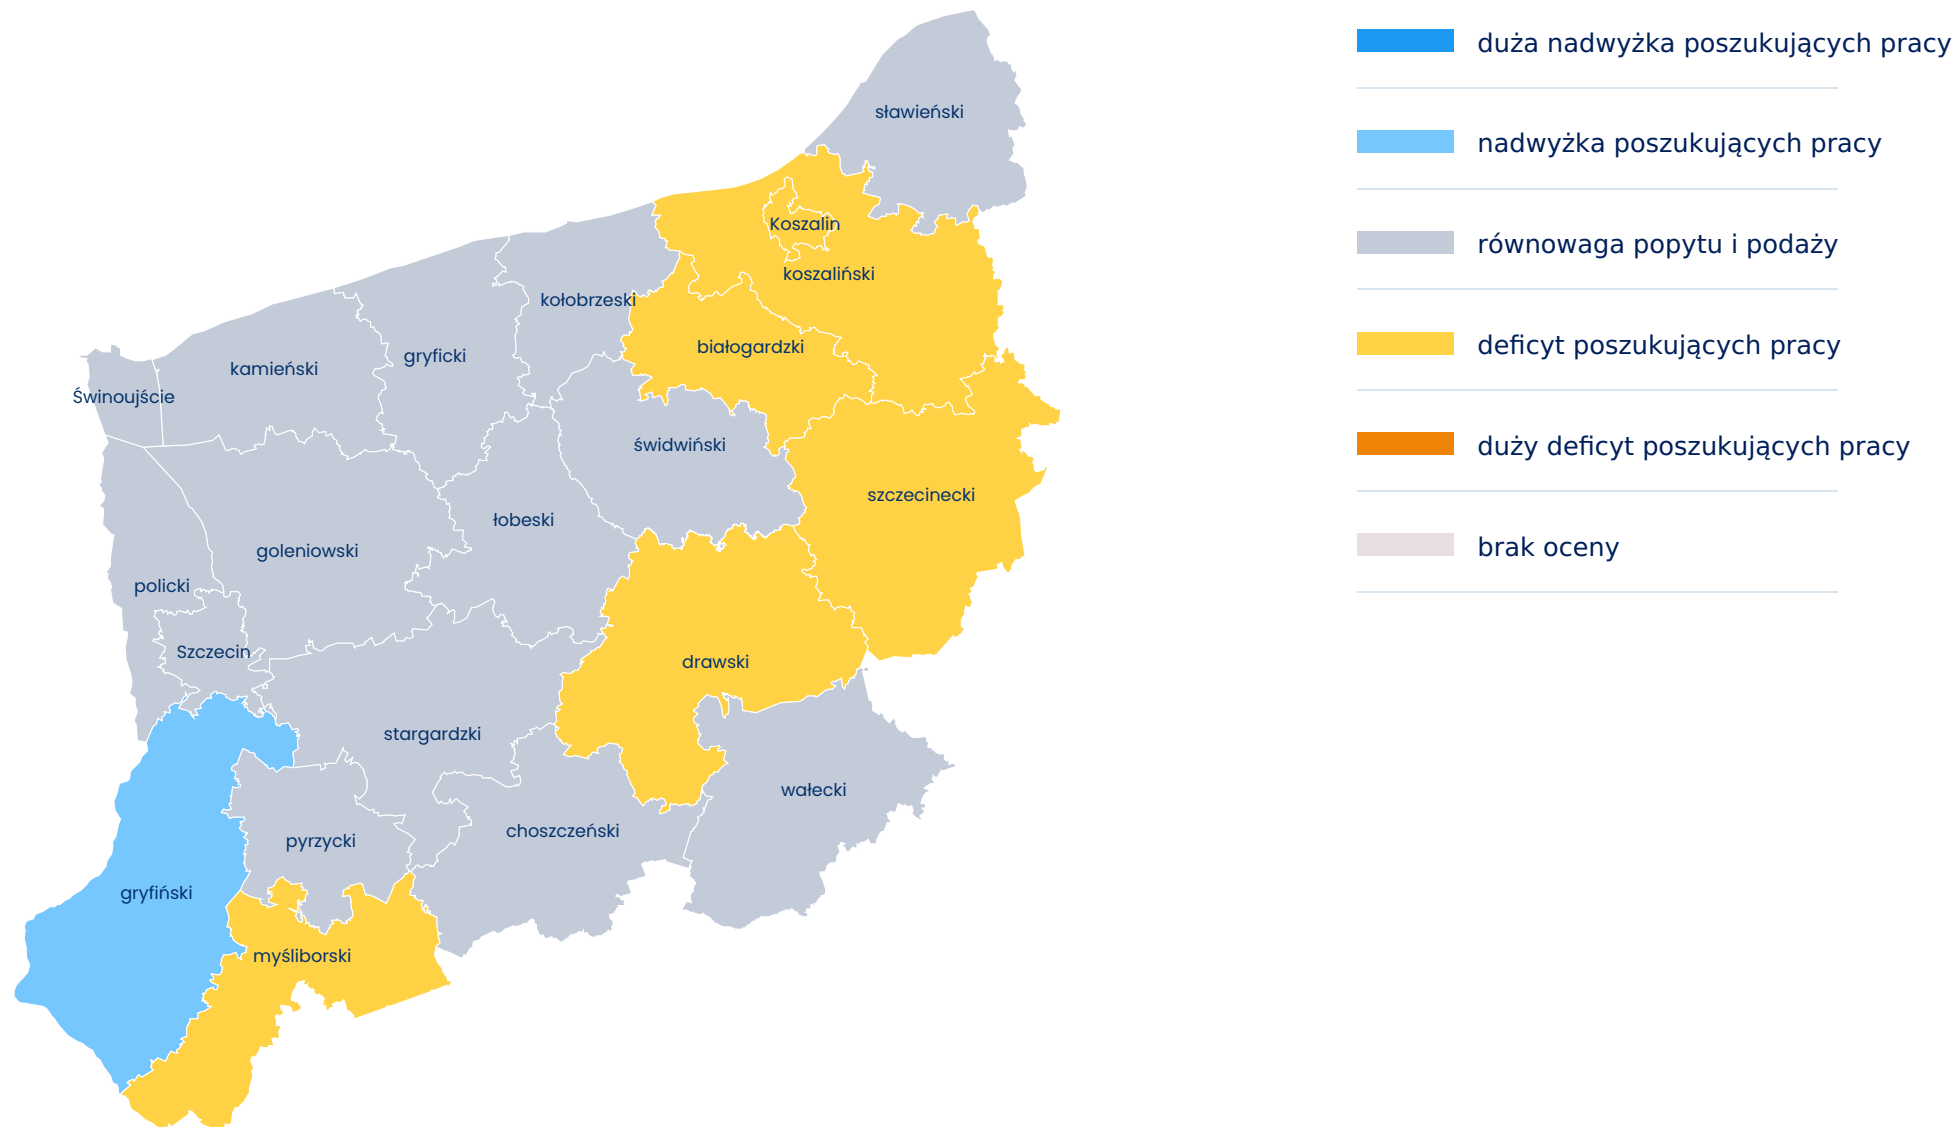 duża nadwyżka poszukujących pracy
nadwyżka poszukujących pracy
równowaga popytu i podaży
deficyt poszukujących pracy
duży deficyt poszukujących pracy
brak oceny
sławieński
Koszalin
koszaliński
kołobrzeski
białogardzki
gryficki
kamieński
Świnoujście
świdwiński
szczecinecki
łobeski
goleniowski
policki
Szczecin
drawski
stargardzki
wałecki
choszczeński
pyrzycki
gryfiński
myśliborski